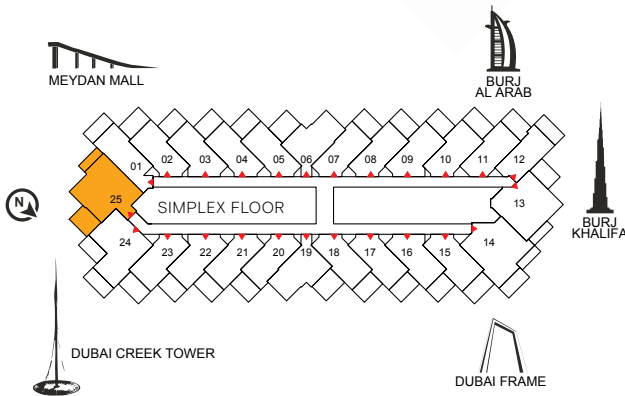 MEYDAN MALL
BURJ
AL ARAB
01 02 03 04 05 06 07 08 09 10 11 12
25
SIMPLEX FLOOR
13
N
BURJ
KHALIFA
24 23 22 21 20 19 18 17 16 15 14
DUBAI CREEK TOWER
DUBAI FRAME